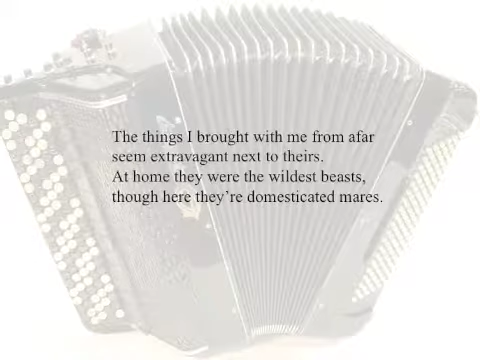 The things I brought with me from afar
seem extravagant next to theirs.
At home they were the wildest beasts,
though here they’re domesticated mares.